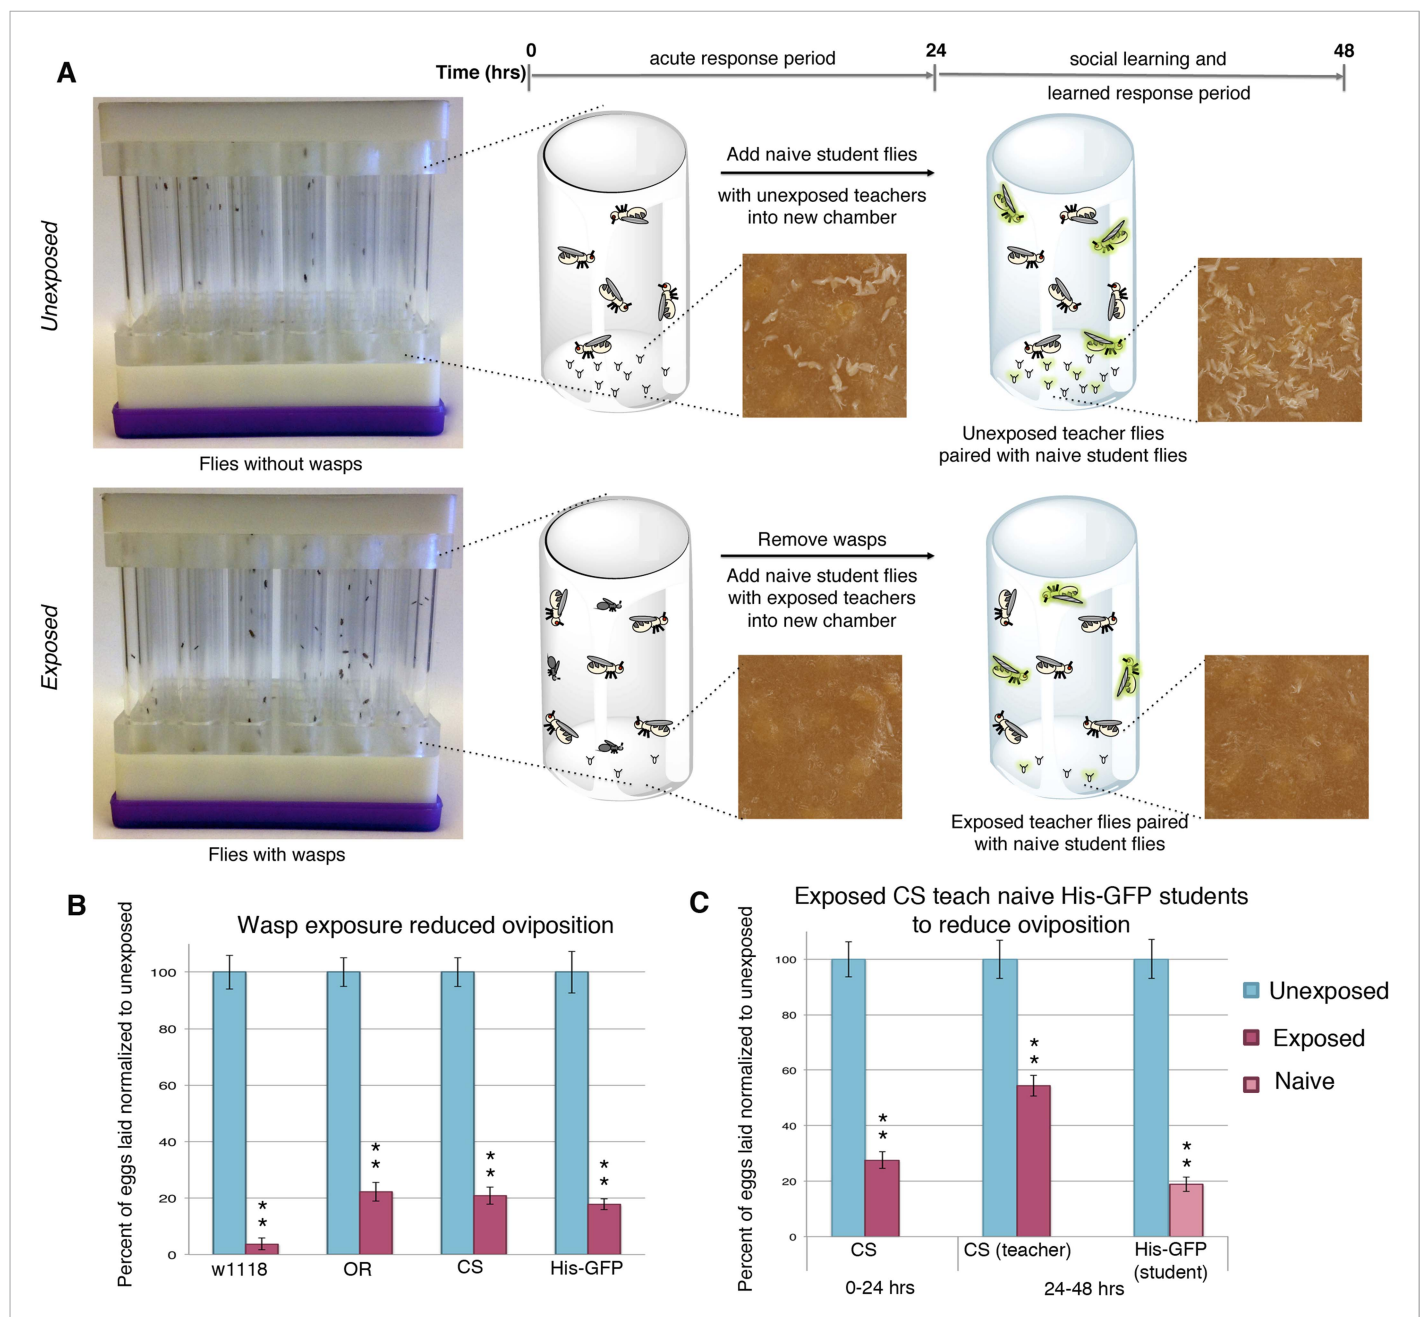 A
Time (hrs)
0
acute response period
24
social learning and
learned response period
48
Unexposed
Flies without wasps
Add naive student flies
with unexposed teachers
into new chamber
Unexposed teacher flies
paired with naive student flies
Exposed
Flies with wasps
Remove wasps
Add naive student flies
with exposed teachers
into new chamber
Exposed teacher flies paired
with naive student flies
B
Wasp exposure reduced oviposition
Percent of eggs laid normalized to unexposed
100
80
60
40
20
0
* *
* *
* *
* *
w1118
OR
CS
His-GFP
C
Exposed CS teach naive His-GFP students
to reduce oviposition
Percent of eggs laid normalized to unexposed
100
80
60
40
20
0
* *
* *
* *
CS
CS (teacher)
His-GFP
(student)
0-24 hrs
24-48 hrs
Unexposed
Exposed
Naive